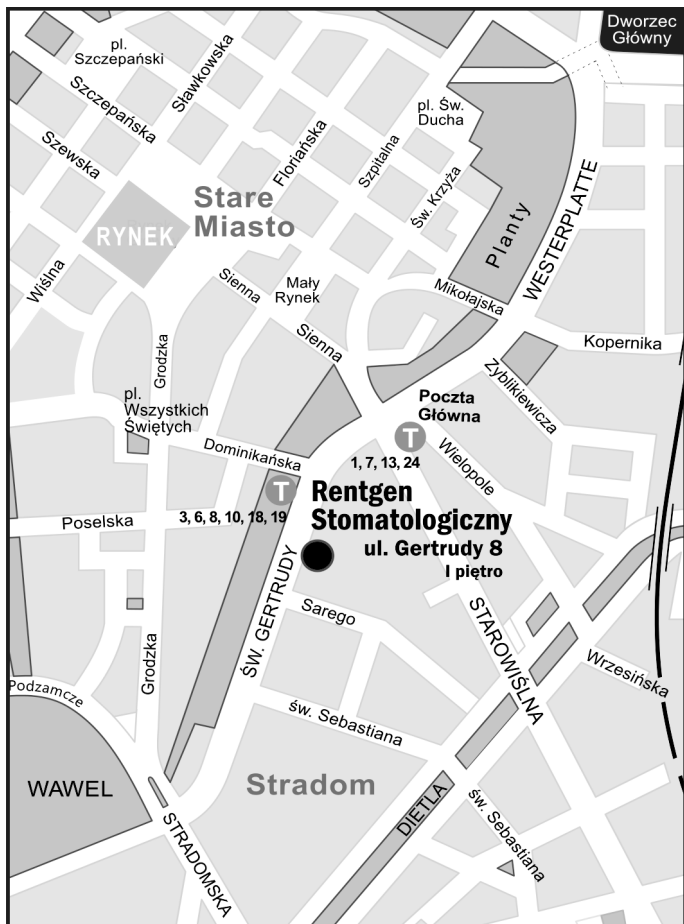 Dworzec
Główny
pl.
Szczepański
Sławkowska
Szczepańska
Szewska
Floriańska
Szpitalna
pl. Św.
Ducha
Św. Krzyża
Stare
Miasto
RYNEK
Planty
WESTERPLATTE
Wiślna
Sienna
Mały
Rynek
Sienna
Mikołajska
Kopernika
Grodzka
Zyblikiewicza
pl.
Wszystkich
Świętych
Poczta
Główna
T
1, 7, 13, 24
Wielopole
Dominikańska
T
3, 6, 8, 10, 18, 19
Poselska
Rentgen
Stomatologiczny
ul. Gertrudy 8
I piętro
ŚW. GERTRUDY
Sarego
STAROWIŚLNA
Grodzka
Wrzesińska
Podzamcze
św. Sebastiana
WAWEL
Stradom
STRADOMSKA
DIETLA
św. Sebastiana